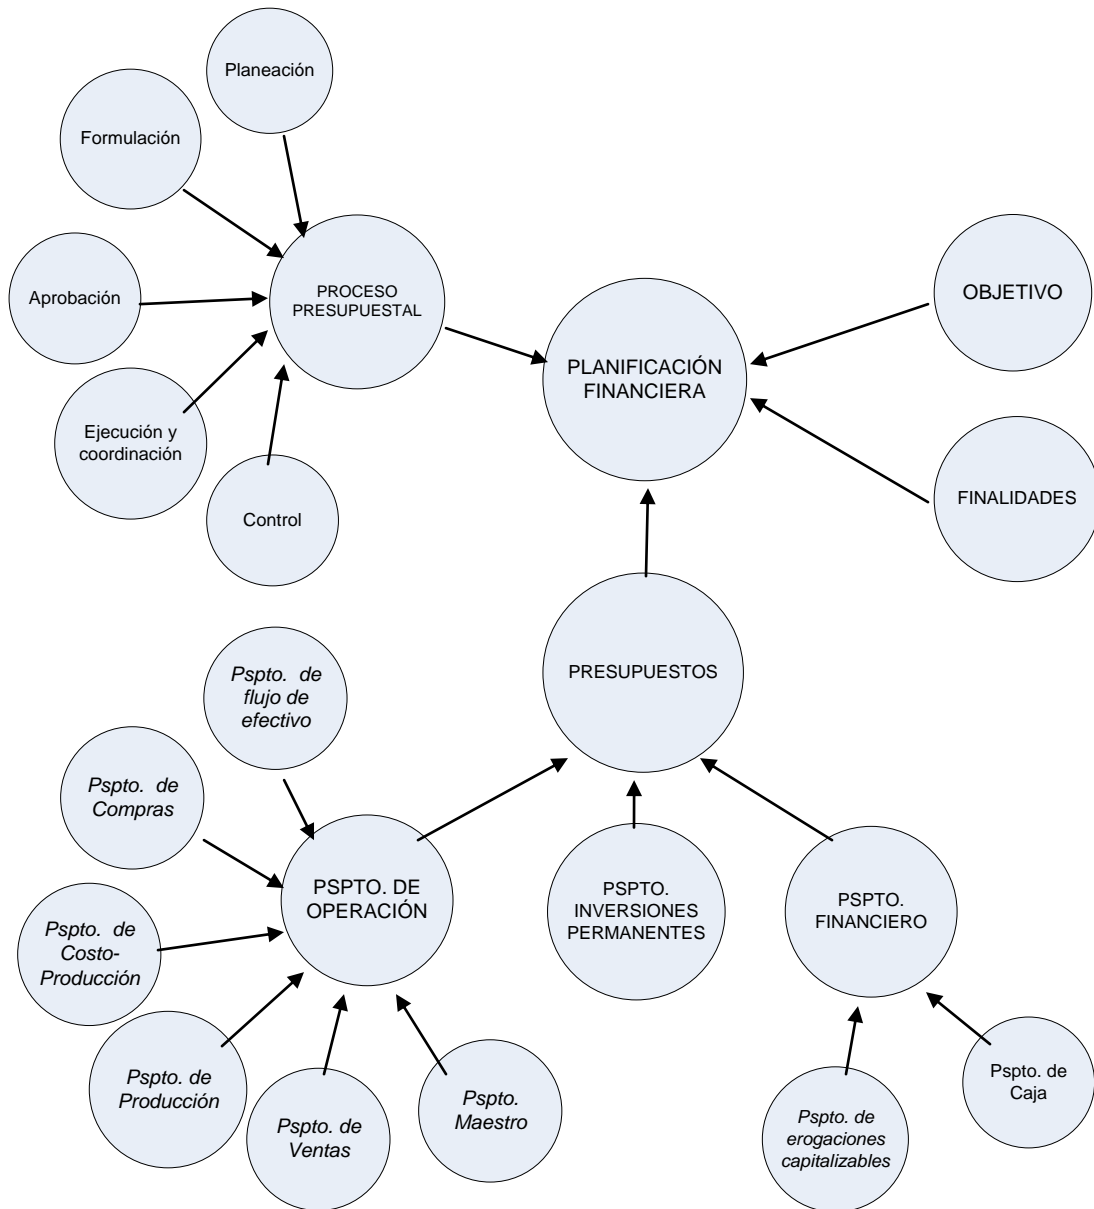 Planeación
Formulación
Aprobación
Ejecución y
coordinación
Control
PROCESO
PRESUPUESTAL
PLANIFICACIÓN
FINANCIERA
OBJETIVO
FINALIDADES
PRESUPUESTOS
Pspto. de
flujo de
efectivo
Pspto. de
Compras
Pspto. de
Costo-
Producción
Pspto. de
Producción
Pspto. de
Ventas
Pspto.
Maestro
PSPTO. DE
OPERACIÓN
PSPTO.
INVERSIONES
PERMANENTES
PSPTO.
FINANCIERO
Pspto. de
erogaciones
capitalizables
Pspto. de
Caja